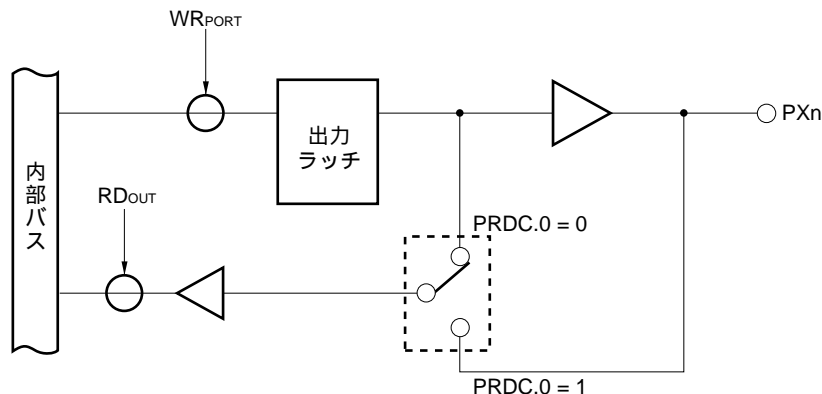 WRPORT
出力
ラッチ
PXn
内部バス
RDOUT
PRDC.0 = 0
PRDC.0 = 1